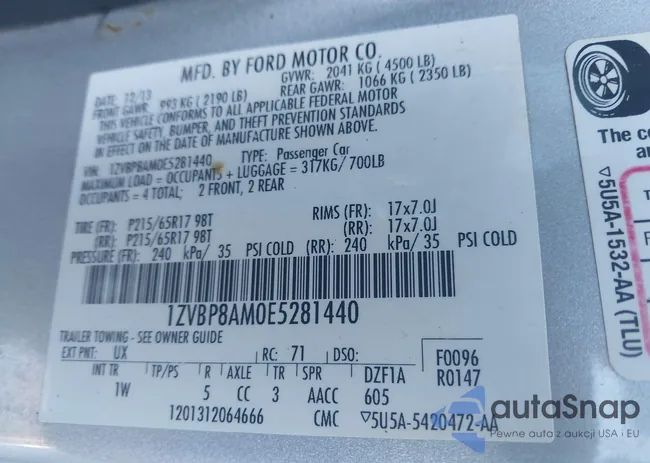 MFD. BY FORD MOTOR CO.
DATE: 12/13 GVWR: 2041 KG ( 4500 LB)
FRONT GAWR: 993 KG ( 2190 LB) REAR GAWR: 1066 KG ( 2350 LB)
THIS VEHICLE CONFORMS TO ALL APPLICABLE FEDERAL MOTOR
VEHICLE SAFETY, BUMPER, AND THEFT PREVENTION STANDARDS
IN EFFECT ON THE DATE OF MANUFACTURE SHOWN ABOVE.
VIN: 1ZVBP8AM0E5281440 TYPE: Passenger Car
MAXIMUM LOAD = OCCUPANTS + LUGGAGE = 317KG/700LB
OCCUPANTS = 4 TOTAL: 2 FRONT, 2 REAR
TIRE (FR): P215/65R17 98T RIMS (FR): 17x7.0J
(RR): P215/65R17 98T (RR): 17x7.0J
PRESSURE (FR): 240 kPa/ 35 PSI COLD (RR): 240 kPa/ 35 PSI COLD
1ZVBP8AM0E5281440
TRAILER TOWING - SEE OWNER GUIDE
EXT PNT: UX RC: 71 DSO: F0096
INT TR TP/PS R AXLE TR SPR DZF1A R0147
1W 5 CC 3 AACC 605
1201312064666 CMC ▽5U5A-5420472-AA
The co
a
▽5U5A-1532-AA (TLU)
autoSnap
Pewne auto z aukcji USA i EU